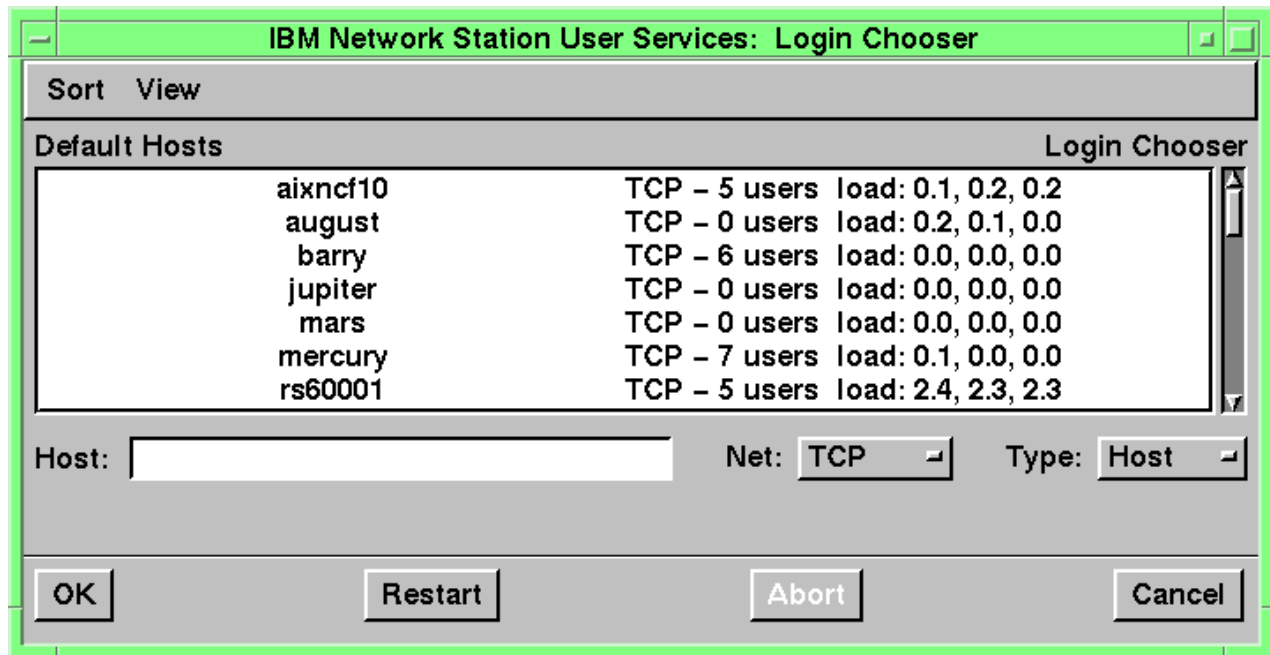 IBM Network Station User Services: Login Chooser
Sort View
Default Hosts Login Chooser
aixncf10 TCP – 5 users load: 0.1, 0.2, 0.2
august TCP – 0 users load: 0.2, 0.1, 0.0
barry TCP – 6 users load: 0.0, 0.0, 0.0
jupiter TCP – 0 users load: 0.0, 0.0, 0.0
mars TCP – 0 users load: 0.0, 0.0, 0.0
mercury TCP – 7 users load: 0.1, 0.0, 0.0
rs60001 TCP – 5 users load: 2.4, 2.3, 2.3
Host: Net: TCP Type: Host
OK Restart Abort Cancel